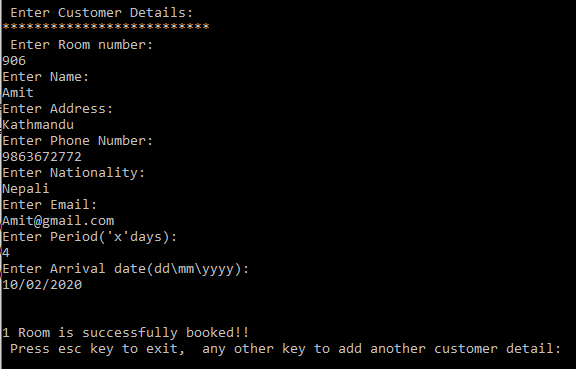 Enter Customer Details:
**************************
Enter Room number:
906
Enter Name:
Amit
Enter Address:
Kathmandu
Enter Phone Number:
9863672772
Enter Nationality:
Nepali
Enter Email:
Amit@gmail.com
Enter Period('x'days):
4
Enter Arrival date(dd\mm\yyyy):
10/02/2020
1 Room is successfully booked!!
Press esc key to exit,  any other key to add another customer detail: